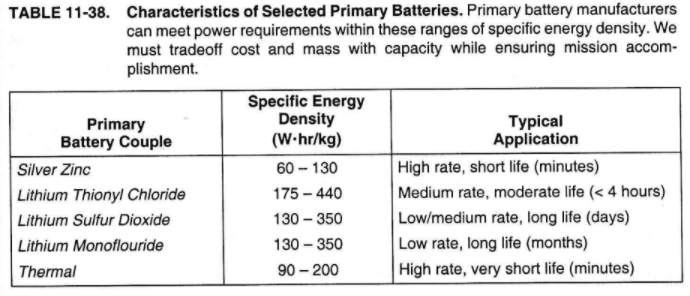 TABLE 11-38. Characteristics of Selected Primary Batteries. Primary battery manufacturers
can meet power requirements within these ranges of specific energy density. We
must tradeoff cost and mass with capacity while ensuring mission accom-
plishment.
Primary Battery Couple | Specific Energy Density (W·hr/kg) | Typical Application
Silver Zinc 60 – 130 High rate, short life (minutes)
Lithium Thionyl Chloride 175 – 440 Medium rate, moderate life (< 4 hours)
Lithium Sulfur Dioxide 130 – 350 Low/medium rate, long life (days)
Lithium Monoflouride 130 – 350 Low rate, long life (months)
Thermal 90 – 200 High rate, very short life (minutes)